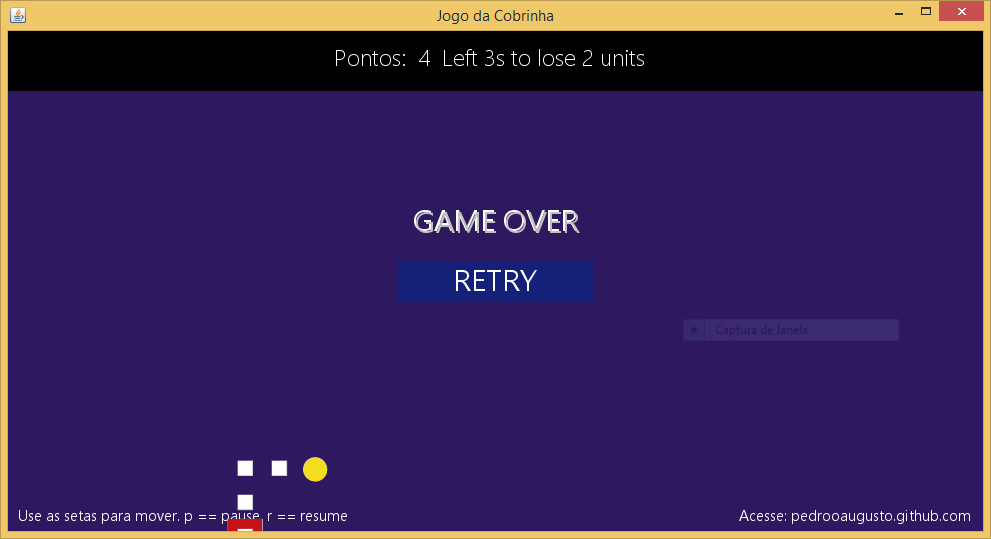 Jogo da Cobrinha
Pontos: 4 Left 3s to lose 2 units
GAME OVER
RETRY
Captura de Janela
Use as setas para mover. p == pause, r == resume
Acesse: pedrooaugusto.github.com